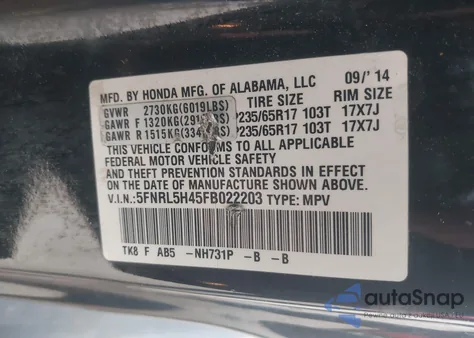 MFD. BY HONDA MFG. OF ALABAMA, LLC 09/'14
GVWR 2730KG(6019LBS) TIRE SIZE RIM SIZE
GAWR F 1320KG(29 S) P235/65R17 103T 17X7J
GAWR R 1515KG(334 S) P235/65R17 103T 17X7J
THIS VEHICLE CONFORMS TO ALL APPLICABLE
FEDERAL MOTOR VEHICLE SAFETY
AND THEFT PREVENTION STANDARDS IN EFFECT
ON THE DATE OF MANUFACTURE SHOWN ABOVE.
V.I.N.:5FNRL5H45FB022203 TYPE: MPV
TK8 F AB5 -NH731P -B -B
autoSnap